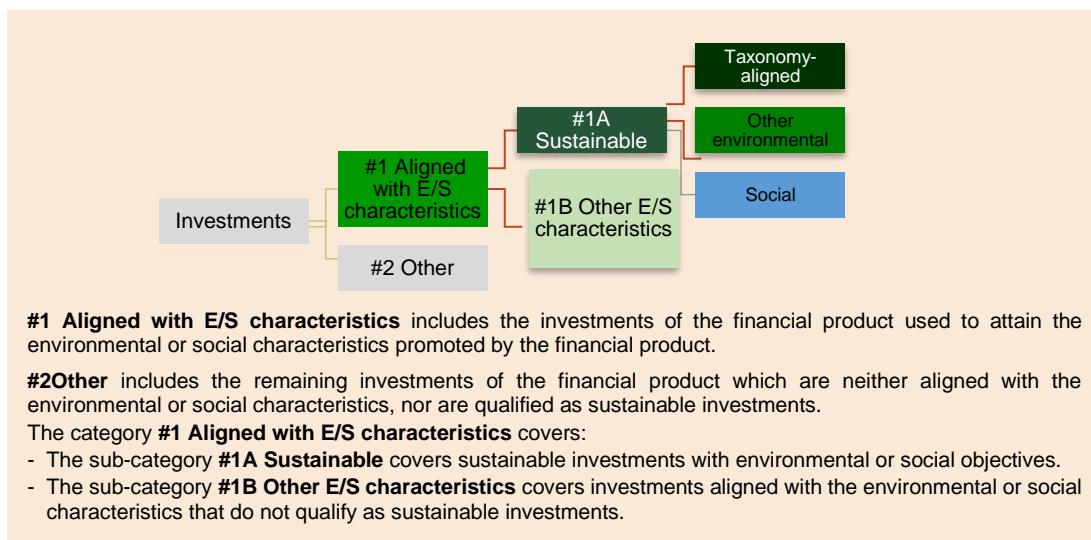 Taxonomy-
aligned
#1A
Sustainable
Other
environmental
#1 Aligned
with E/S
characteristics
#1B Other E/S
characteristics
Social
Investments
#2 Other
#1 Aligned with E/S characteristics includes the investments of the financial product used to attain the
environmental or social characteristics promoted by the financial product.
#2Other includes the remaining investments of the financial product which are neither aligned with the
environmental or social characteristics, nor are qualified as sustainable investments.
The category #1 Aligned with E/S characteristics covers:
- The sub-category #1A Sustainable covers sustainable investments with environmental or social objectives.
- The sub-category #1B Other E/S characteristics covers investments aligned with the environmental or social
characteristics that do not qualify as sustainable investments.